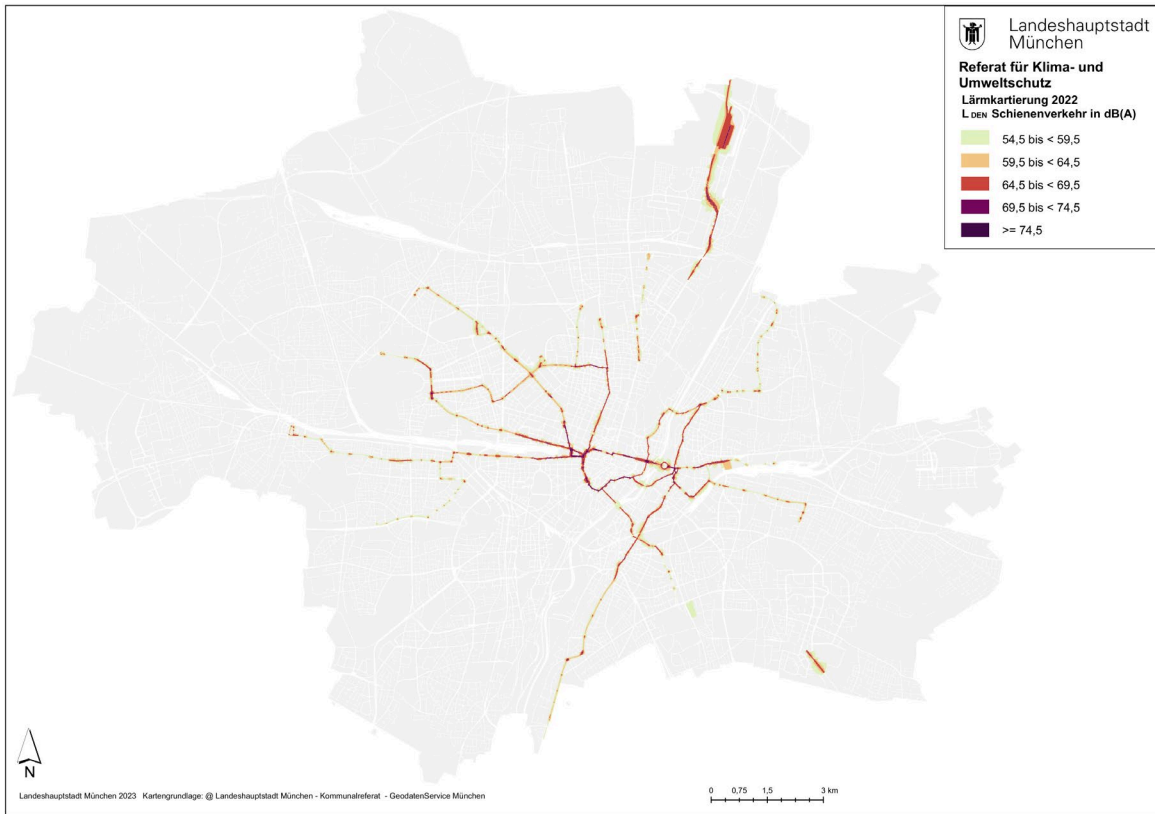 Landeshauptstadt
München
Referat für Klima- und
Umweltschutz
Lärmkartierung 2022
L DEN Schienenverkehr in dB(A)
54,5 bis < 59,5
59,5 bis < 64,5
64,5 bis < 69,5
69,5 bis < 74,5
>= 74,5
N
Landeshauptstadt München 2023 Kartengrundlage: @ Landeshauptstadt München - Kommunalreferat - GeodatenService München
0 0,75 1,5 3 km